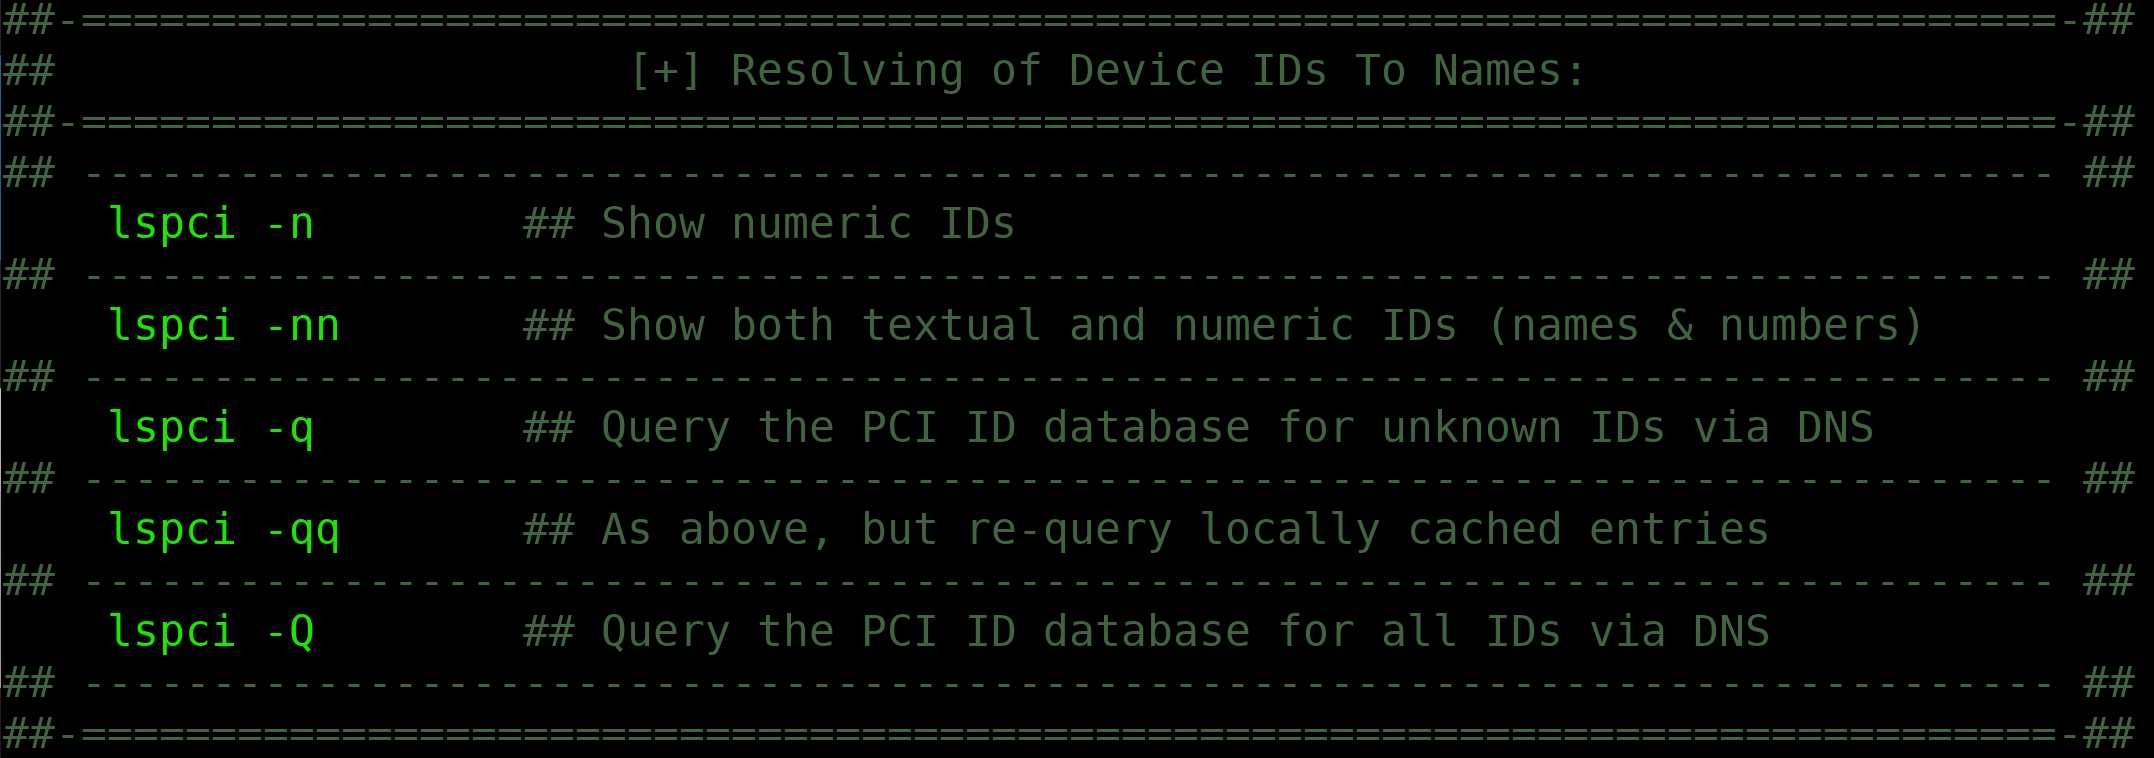 ##-============================================================================-##
##                      [+] Resolving of Device IDs To Names:                   ##
##-============================================================================-##
## ---------------------------------------------------------------------------- ##
    lspci -n        ## Show numeric IDs
## ---------------------------------------------------------------------------- ##
    lspci -nn       ## Show both textual and numeric IDs (names & numbers)
## ---------------------------------------------------------------------------- ##
    lspci -q        ## Query the PCI ID database for unknown IDs via DNS
## ---------------------------------------------------------------------------- ##
    lspci -qq       ## As above, but re-query locally cached entries
## ---------------------------------------------------------------------------- ##
    lspci -Q        ## Query the PCI ID database for all IDs via DNS
## ---------------------------------------------------------------------------- ##
##-============================================================================-##